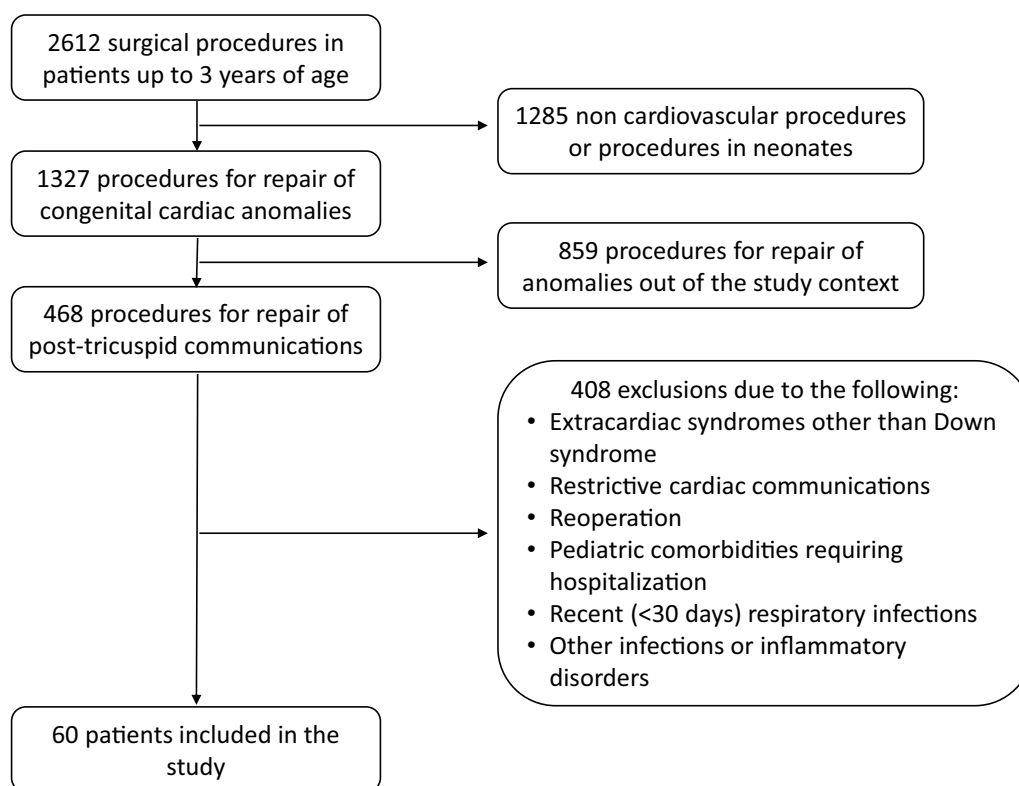 2612 surgical procedures in
patients up to 3 years of age
1285 non cardiovascular procedures
or procedures in neonates
1327 procedures for repair of
congenital cardiac anomalies
859 procedures for repair of
anomalies out of the study context
468 procedures for repair of
post-tricuspid communications
408 exclusions due to the following:
• Extracardiac syndromes other than Down
syndrome
• Restrictive cardiac communications
• Reoperation
• Pediatric comorbidities requiring
hospitalization
• Recent (<30 days) respiratory infections
• Other infections or inflammatory
disorders
60 patients included in the
study